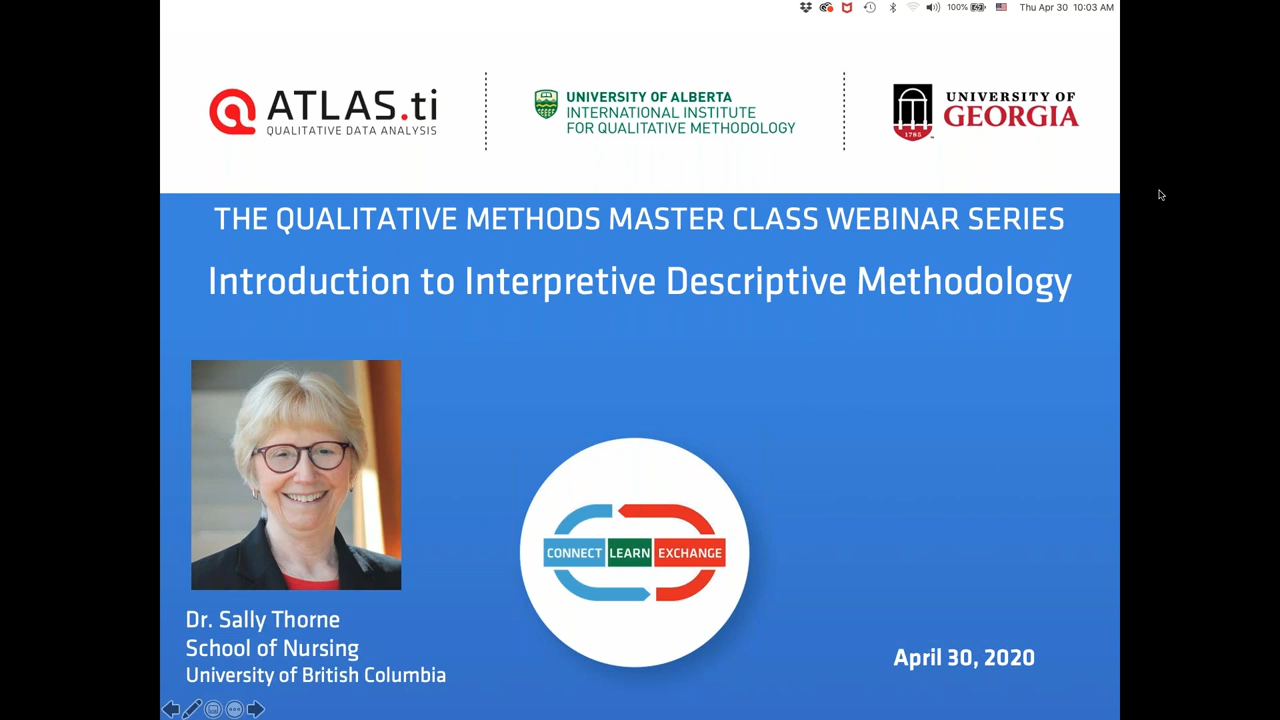 100% Thu Apr 30 10:03 AM
ATLAS.ti
QUALITATIVE DATA ANALYSIS
UNIVERSITY OF ALBERTA
INTERNATIONAL INSTITUTE
FOR QUALITATIVE METHODOLOGY
1785
UNIVERSITY OF
GEORGIA
THE QUALITATIVE METHODS MASTER CLASS WEBINAR SERIES
Introduction to Interpretive Descriptive Methodology
CONNECT LEARN EXCHANGE
Dr. Sally Thorne
School of Nursing
University of British Columbia
April 30, 2020